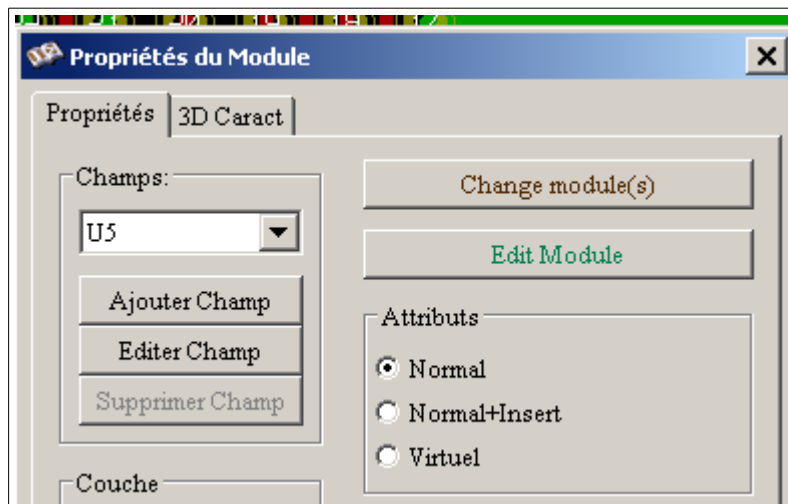 Propriétés du Module
Propriétés
3D Caract
Champs:
U5
Ajouter Champ
Editer Champ
Supprimer Champ
Couche
Change module(s)
Edit Module
Attributs
Normal
Normal+Insert
Virtuel